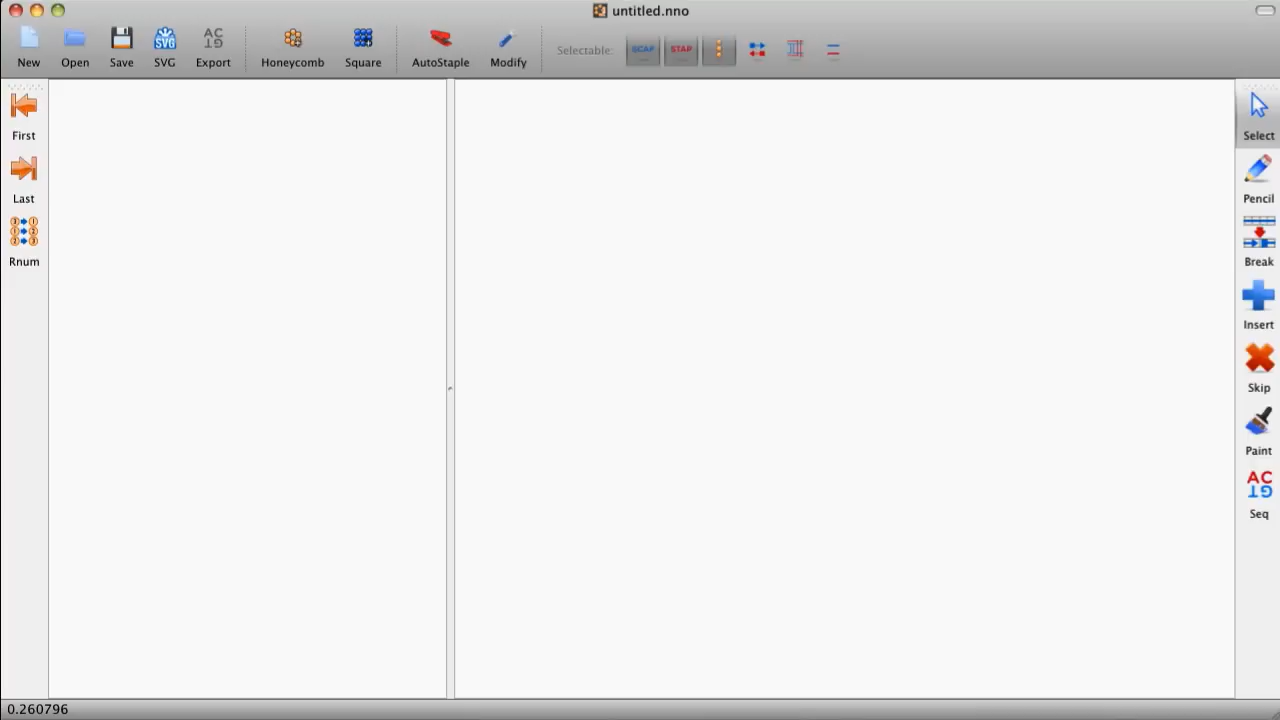 untitled.nno
New Open Save SVG Export Honeycomb Square AutoStaple Modify Selectable: SCAF STAP
First
Last
Rnum
Select
Pencil
Break
Insert
Skip
Paint
Seq
0.260796